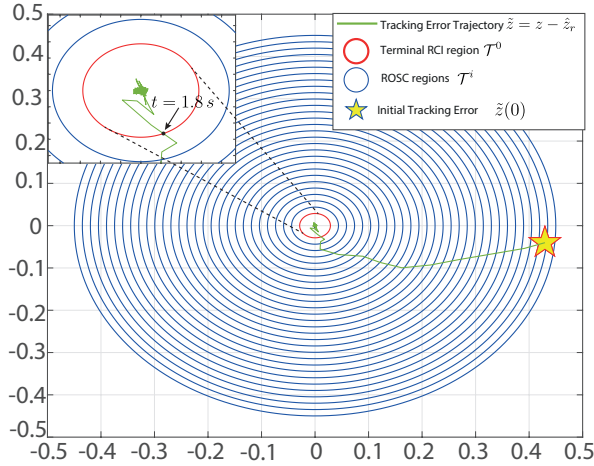 Tracking Error Trajectory z̃ = z − ẑ_r
Terminal RCI region 𝒯^0
ROSC regions 𝒯^i
Initial Tracking Error z̃(0)
t = 1.8 s
0.5
0.4
0.3
0.2
0.1
0
-0.1
-0.2
-0.3
-0.4
-0.5
-0.5 -0.4 -0.3 -0.2 -0.1 0 0.1 0.2 0.3 0.4 0.5